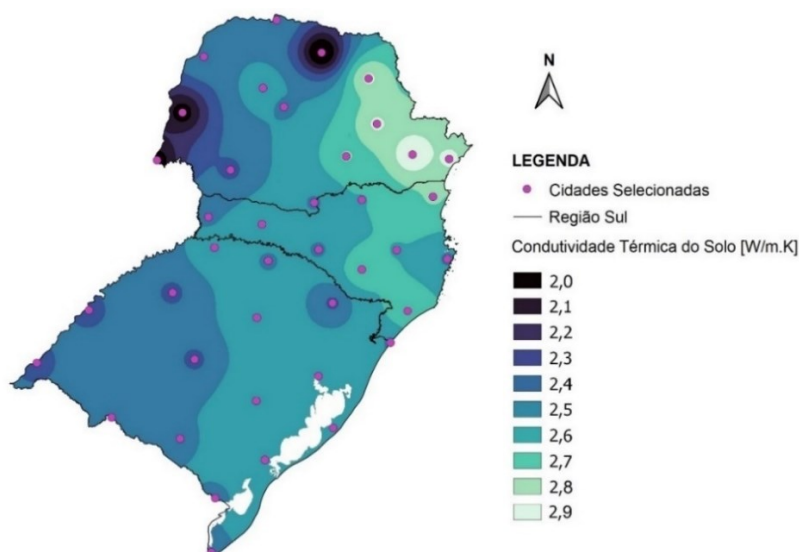 N
LEGENDA
Cidades Selecionadas
Região Sul
Condutividade Térmica do Solo [W/m.K]
2,0
2,1
2,2
2,3
2,4
2,5
2,6
2,7
2,8
2,9